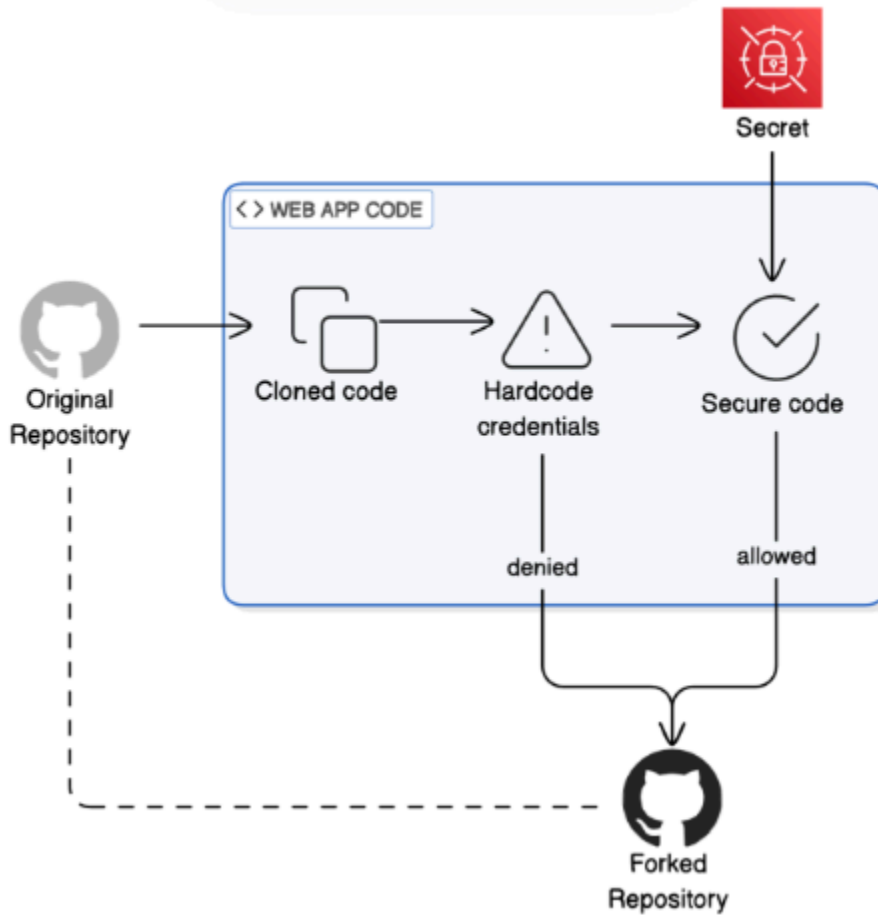 Secret
<> WEB APP CODE
Original
Repository
Cloned code
Hardcode
credentials
Secure code
denied
allowed
Forked
Repository